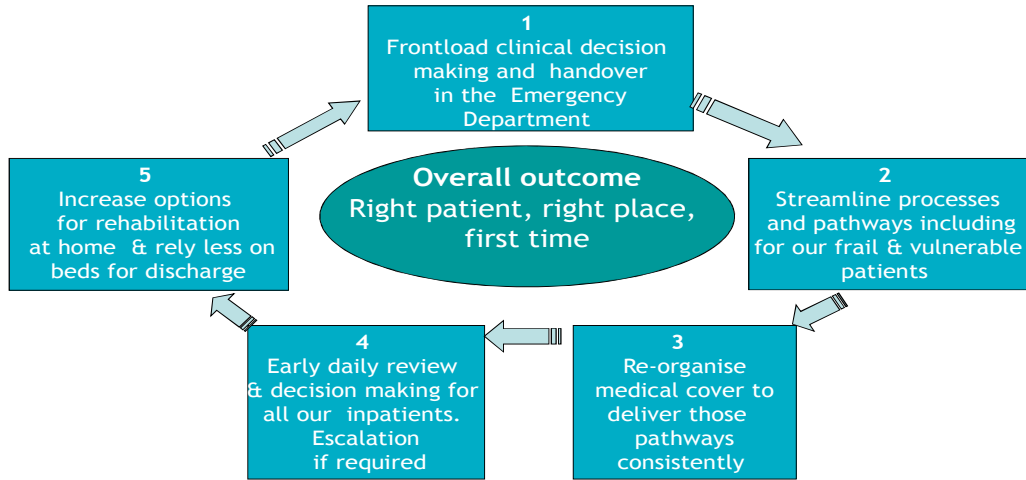 1
Frontload clinical decision
making and handover
in the Emergency
Department
Overall outcome
Right patient, right place,
first time
2
Streamline processes
and pathways including
for our frail & vulnerable
patients
3
Re-organise
medical cover to
deliver those
pathways
consistently
4
Early daily review
& decision making for
all our inpatients.
Escalation
if required
5
Increase options
for rehabilitation
at home & rely less on
beds for discharge